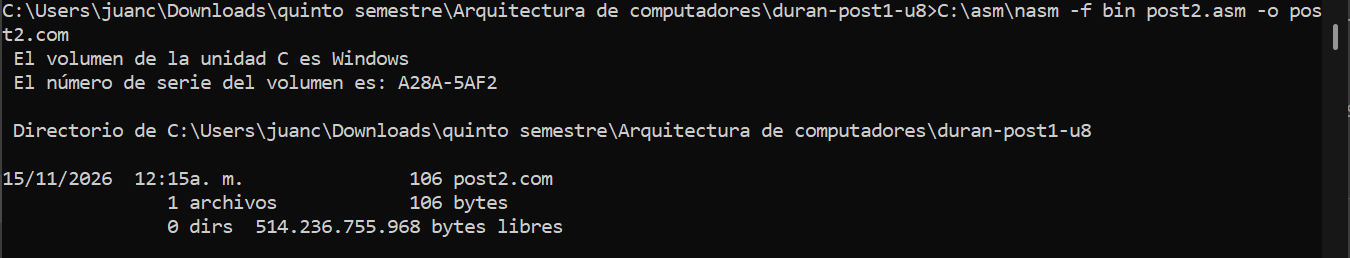 C:\Users\juanc\Downloads\quinto semestre\Arquitectura de computadores\duran-post1-u8>C:\asm\nasm -f bin post2.asm -o pos
t2.com
 El volumen de la unidad C es Windows
 El número de serie del volumen es: A28A-5AF2

 Directorio de C:\Users\juanc\Downloads\quinto semestre\Arquitectura de computadores\duran-post1-u8

15/11/2026  12:15a. m.               106 post2.com
              1 archivos            106 bytes
              0 dirs  514.236.755.968 bytes libres